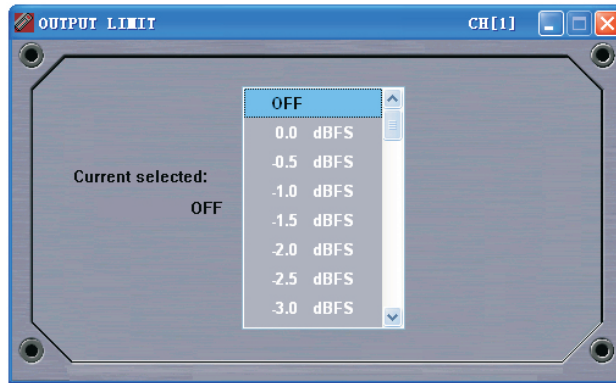 OUTPUT LIMIT CH[1]
OFF
0.0 dBFS
-0.5 dBFS
Current selected:
-1.0 dBFS
OFF
-1.5 dBFS
-2.0 dBFS
-2.5 dBFS
-3.0 dBFS